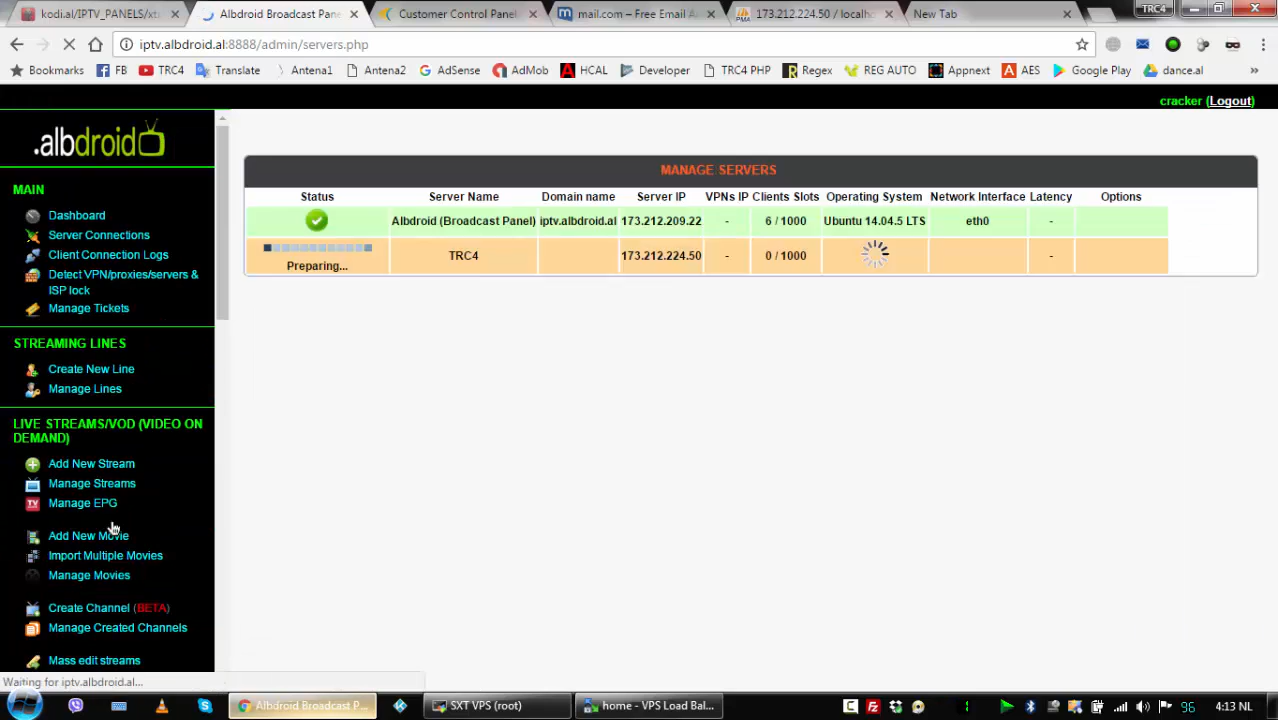 kodi.al/IPTV_PANELS/xt
Albdroid Broadcast Pan
Customer Control Panel
mail.com – Free Email A
173.212.224.50 / localho
New Tab
TRC4
iptv.albdroid.al:8888/admin/servers.php
Bookmarks
FB
TRC4
Translate
Antena1
Antena2
AdSense
AdMob
HCAL
Developer
TRC4 PHP
Regex
REG AUTO
Appnext
AES
Google Play
dance.al
»
cracker (Logout)
.albdroid
MANAGE SERVERS
Status Server Name Domain name Server IP VPNs IP Clients Slots Operating System Network Interface Latency Options
Albdroid (Broadcast Panel) iptv.albdroid.al 173.212.209.22 - 6 / 1000 Ubuntu 14.04.5 LTS eth0 -
Preparing... TRC4 173.212.224.50 - 0 / 1000 -
MAIN
Dashboard
Server Connections
Client Connection Logs
Detect VPN/proxies/servers &
ISP lock
Manage Tickets
STREAMING LINES
Create New Line
Manage Lines
LIVE STREAMS/VOD (VIDEO ON
DEMAND)
Add New Stream
Manage Streams
TV
Manage EPG
Add New Movie
Import Multiple Movies
Manage Movies
Create Channel (BETA)
Manage Created Channels
Mass edit streams
Waiting for iptv.albdroid.al...
Albdroid Broadcast P...
SXT VPS (root)
home - VPS Load Bal...
96
4:13 NL